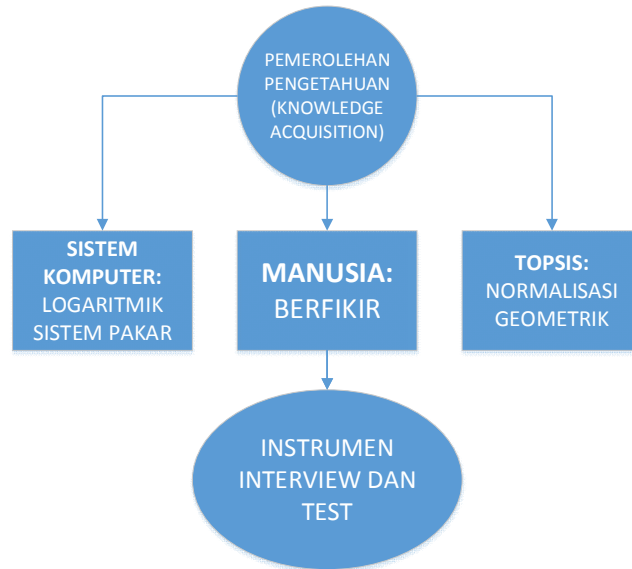 PEMEROLEHAN
PENGETAHUAN
(KNOWLEDGE
ACQUISITION)
SISTEM
KOMPUTER:
LOGARITMIK
SISTEM PAKAR
MANUSIA:
BERFIKIR
TOPSIS:
NORMALISASI
GEOMETRIK
INSTRUMEN
INTERVIEW DAN
TEST